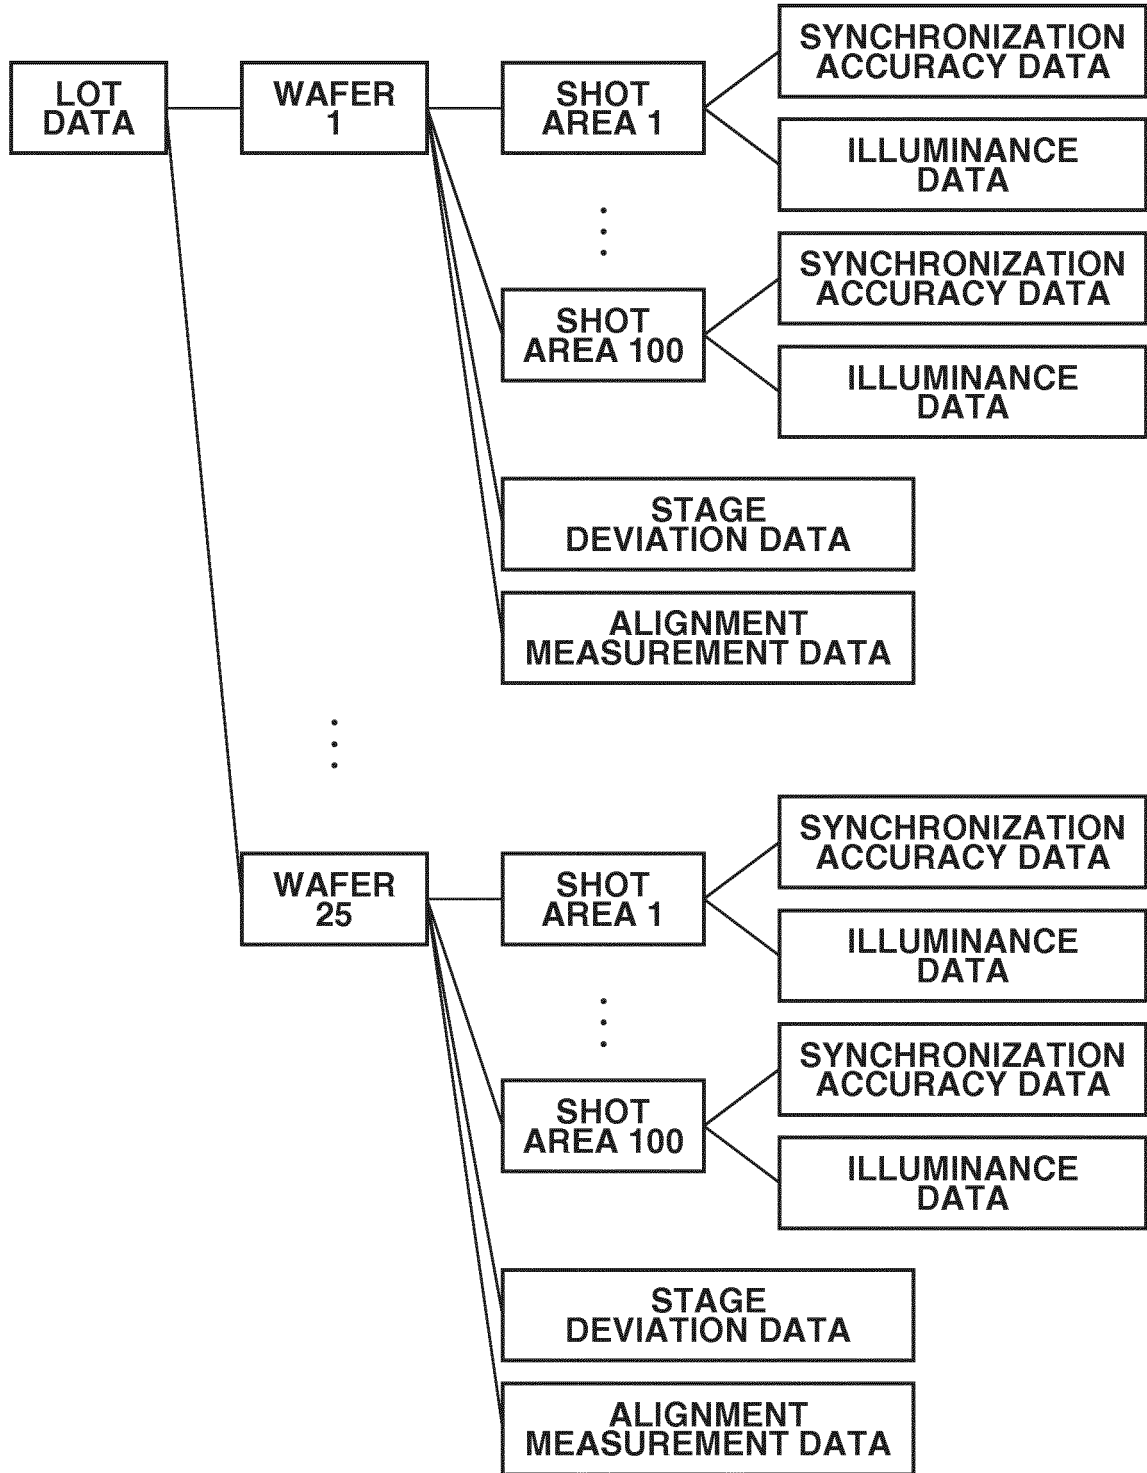 LOT
DATA
WAFER
1
SHOT
AREA 1
SYNCHRONIZATION
ACCURACY DATA
ILLUMINANCE
DATA
SHOT
AREA 100
SYNCHRONIZATION
ACCURACY DATA
ILLUMINANCE
DATA
STAGE
DEVIATION DATA
ALIGNMENT
MEASUREMENT DATA
WAFER
25
SHOT
AREA 1
SYNCHRONIZATION
ACCURACY DATA
ILLUMINANCE
DATA
SHOT
AREA 100
SYNCHRONIZATION
ACCURACY DATA
ILLUMINANCE
DATA
STAGE
DEVIATION DATA
ALIGNMENT
MEASUREMENT DATA